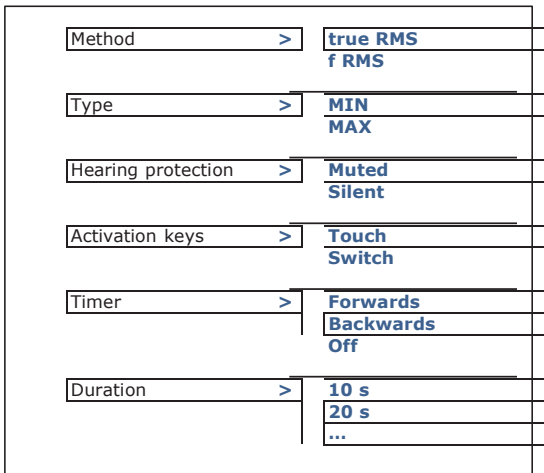 Method > true RMS
f RMS
Type > MIN
MAX
Hearing protection > Muted
Silent
Activation keys > Touch
Switch
Timer > Forwards
Backwards
Off
Duration > 10 s
20 s
...